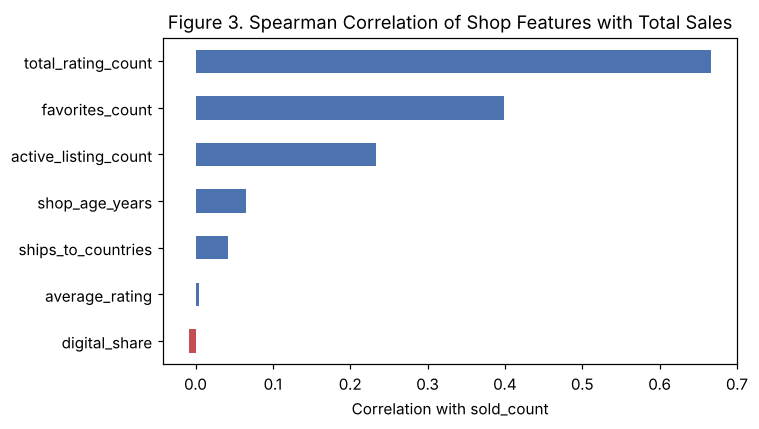 Figure 3. Spearman Correlation of Shop Features with Total Sales
total_rating_count
favorites_count
active_listing_count
shop_age_years
ships_to_countries
average_rating
digital_share
0.0 0.1 0.2 0.3 0.4 0.5 0.6 0.7
Correlation with sold_count